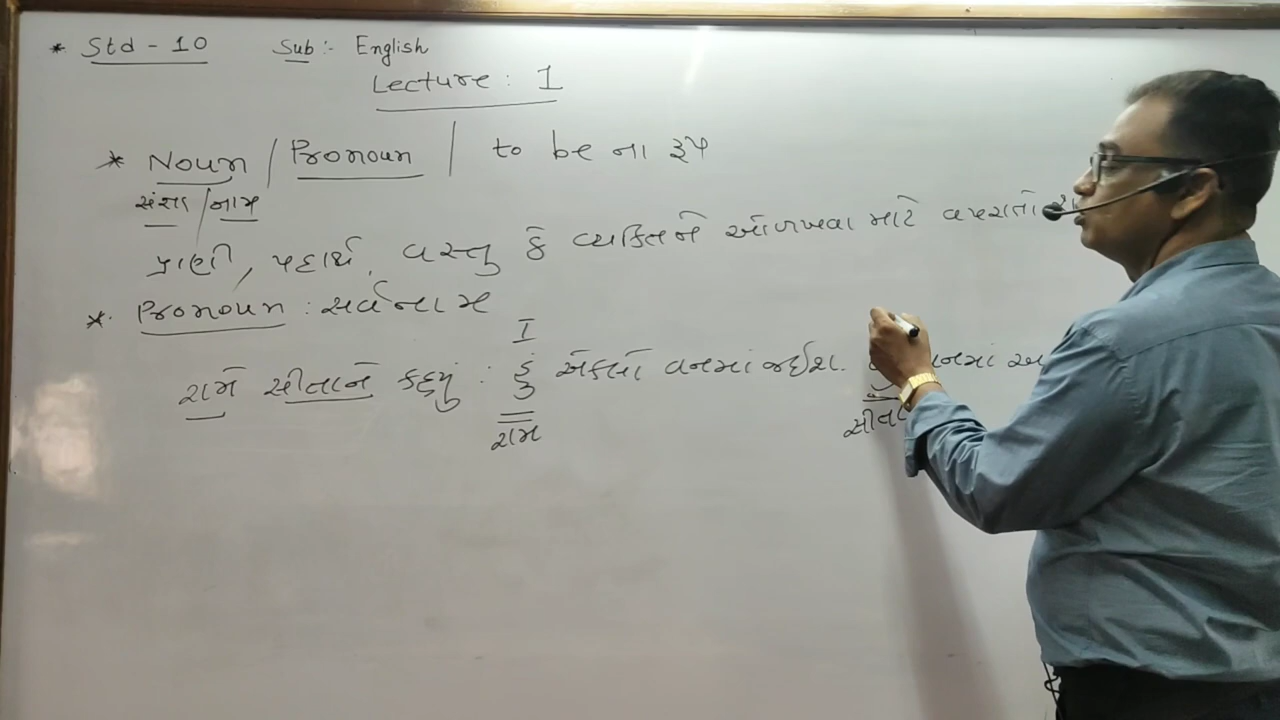 * Std - 10 Sub :- English
Lecture : 1
* Noun / Pronoun | to be ના રૂપ
સંજ્ઞા / નામ
પ્રાણી, પદાર્થ, વસ્તુ કે વ્યક્તિને ઓળખવા માટે વપરાતો
* Pronoun : સર્વનામ
I
રામે સીતાને કહ્યું : હું એકલો વનમાં જઈશ.
રામ સીતા